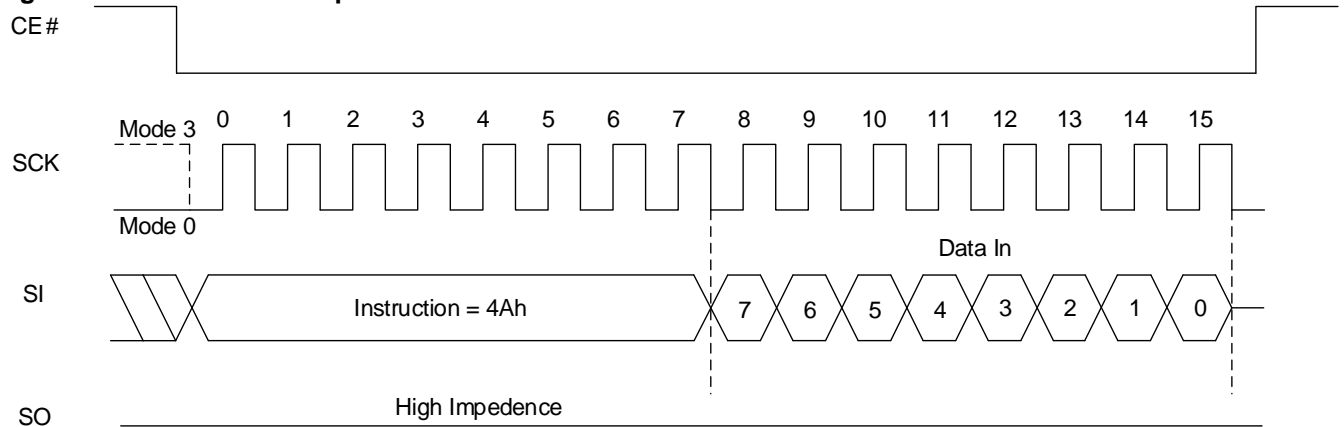 CE#
Mode 3
0 1 2 3 4 5 6 7 8 9 10 11 12 13 14 15
SCK
Mode 0
Data In
SI
Instruction = 4Ah
7 6 5 4 3 2 1 0
High Impedence
SO